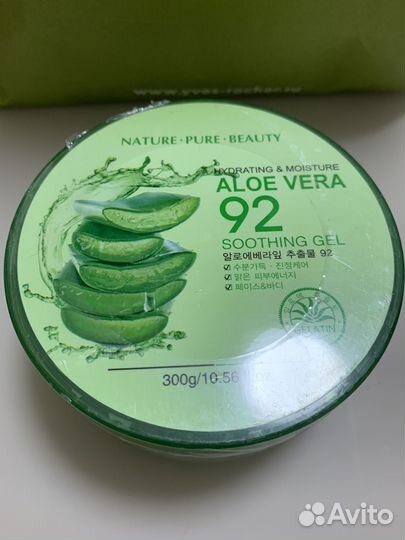 www.yves-rocher.ru
NATURE · PURE · BEAUTY
HYDRATING & MOISTURE
ALOE VERA
92
SOOTHING GEL
알로에베라잎 추출물 92
수분가득 · 진정케어
맑은 피부에너지
페이스&바디
GELATIN
300g/10.56
Avito